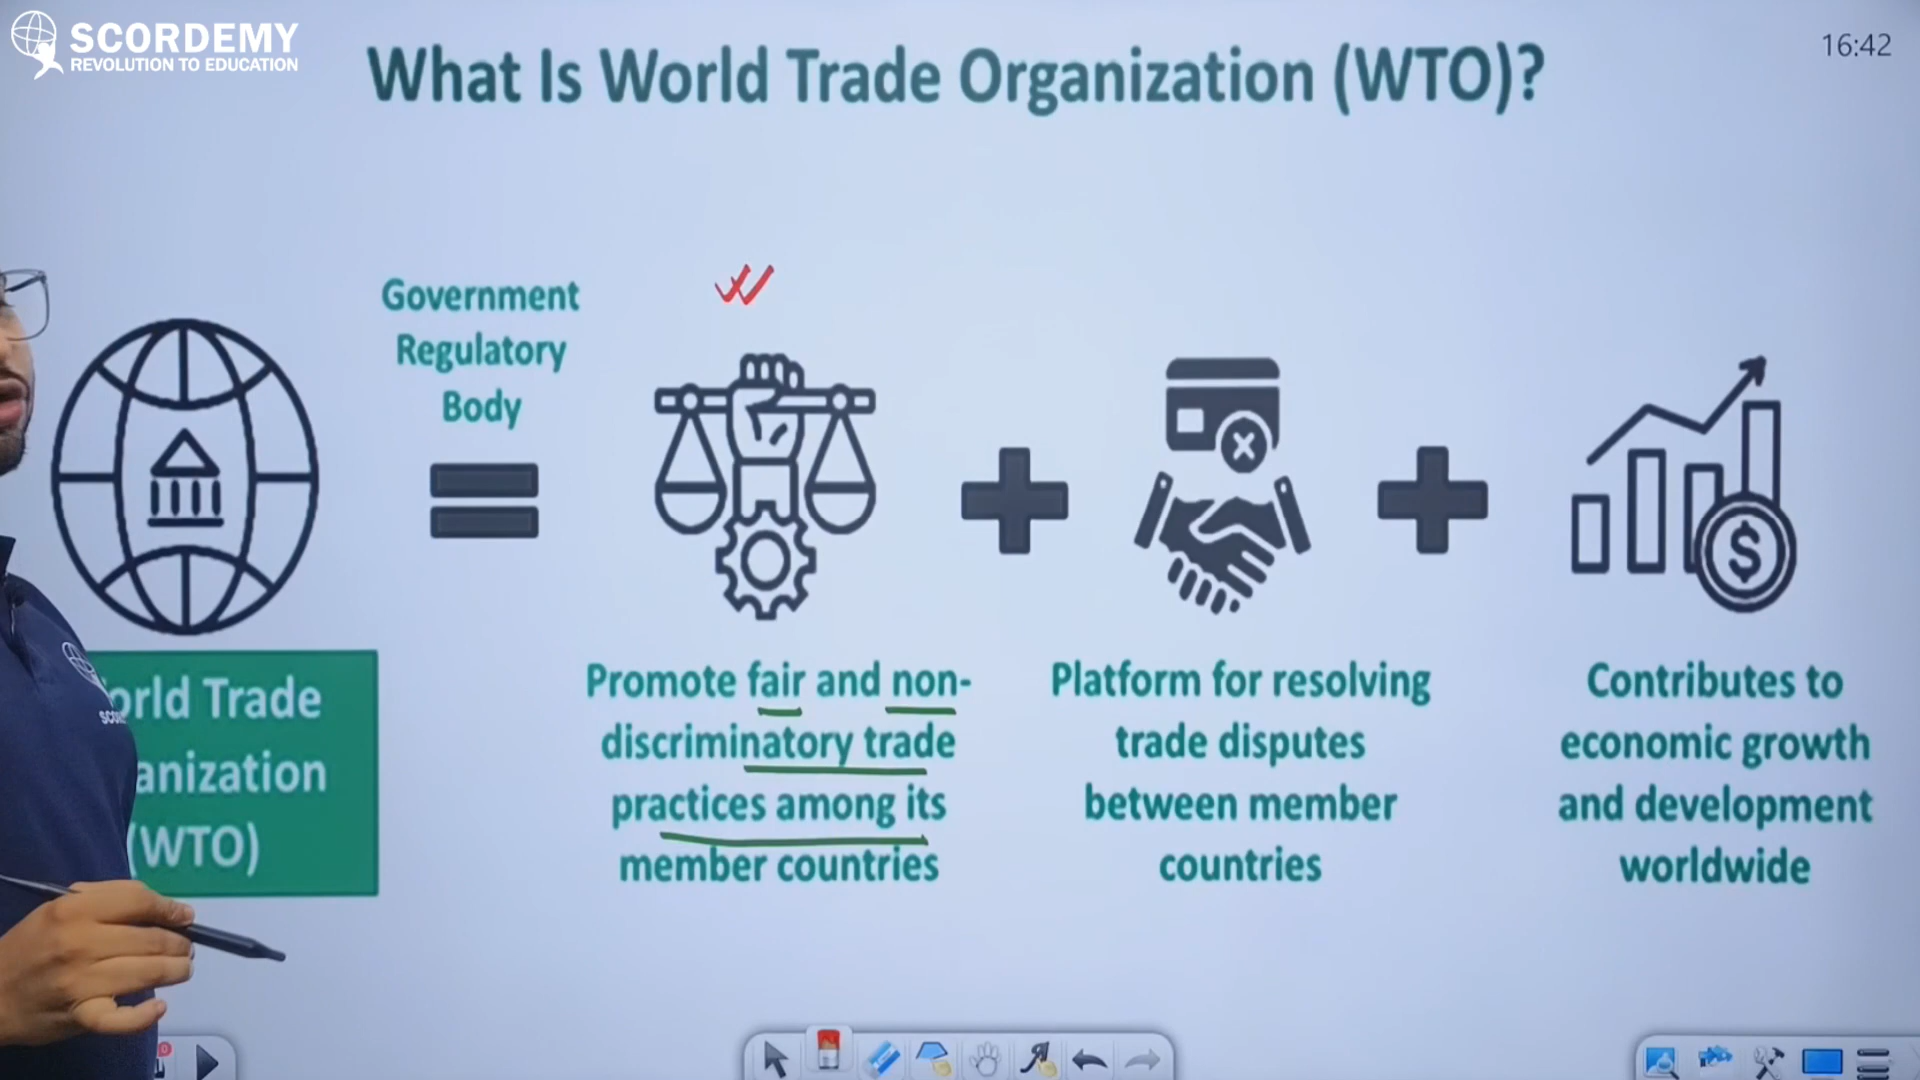 SCORDEMY
REVOLUTION TO EDUCATION
What Is World Trade Organization (WTO)?
16:42
Government
Regulatory
Body
orld Trade
anization
(WTO)
Promote fair and non-
discriminatory trade
practices among its
member countries
Platform for resolving
trade disputes
between member
countries
Contributes to
economic growth
and development
worldwide
$